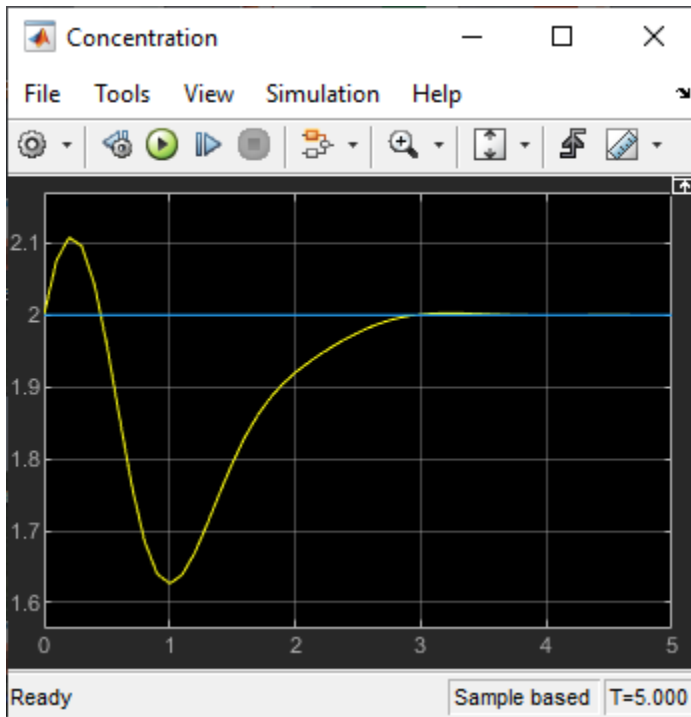 Concentration
File Tools View Simulation Help
2.1
2
1.9
1.8
1.7
1.6
0 1 2 3 4 5
Ready Sample based T=5.000